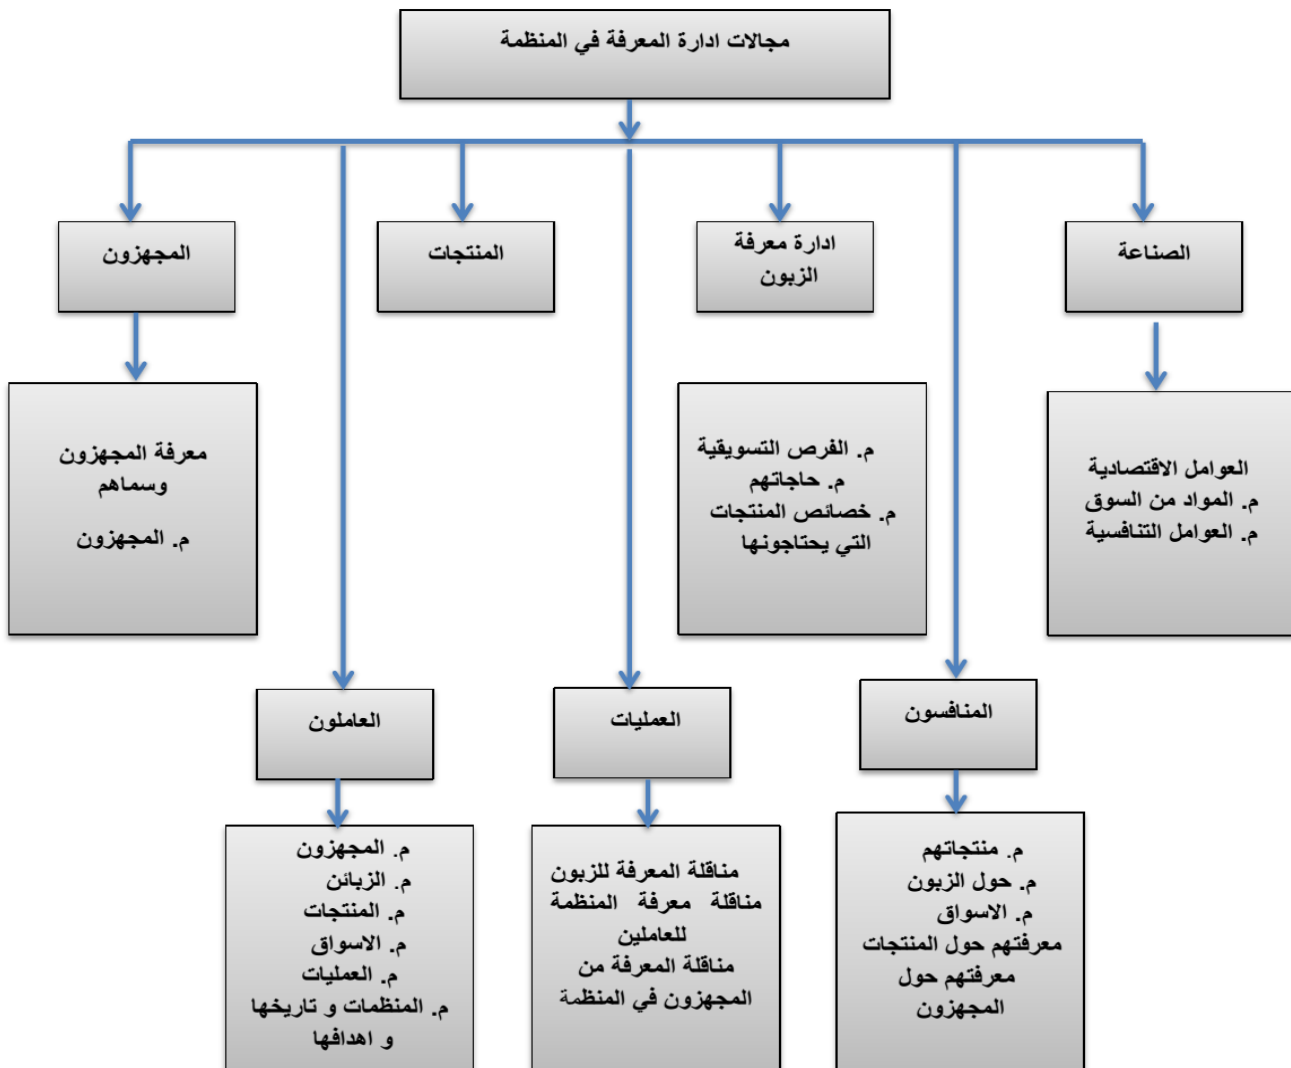 مجالات ادارة المعرفة في المنظمة
الصناعة
ادارة معرفة
الزبون
المنتجات
المجهزون
العوامل الاقتصادية
م. المواد من السوق
م. العوامل التنافسية
م. الفرص التسويقية
م. حاجاتهم
م. خصائص المنتجات
التي يحتاجونها
معرفة المجهزون
وسماهم
م. المجهزون
المنافسون
العمليات
العاملون
م. منتجاتهم
م. حول الزبون
م. الاسواق
معرفتهم حول المنتجات
معرفتهم حول
المجهزون
مناقلة المعرفة للزبون
مناقلة معرفة المنظمة
للعاملين
مناقلة المعرفة من
المجهزون في المنظمة
م. المجهزون
م. الزبائن
م. المنتجات
م. الاسواق
م. العمليات
م. المنظمات و تاريخها
و اهدافها